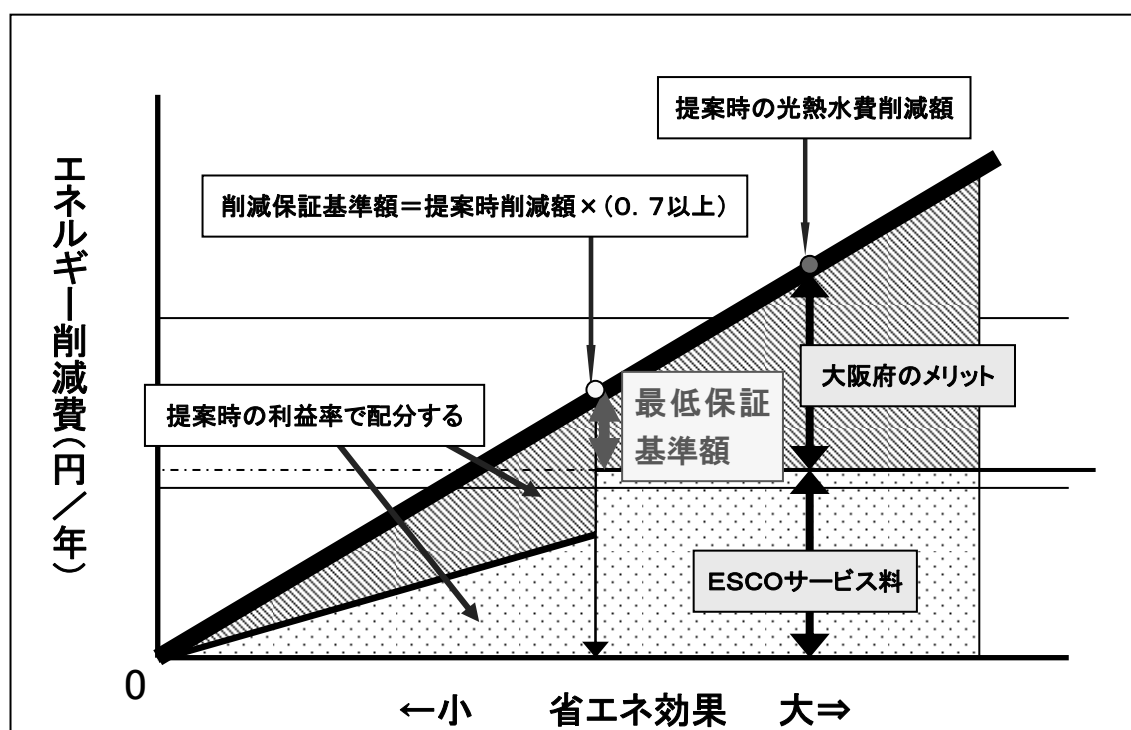 提案時の光熱水費削減額
削減保証基準額＝提案時削減額×（０．７以上）
エネルギー削減費（円／年）
大阪府のメリット
最低保証
基準額
提案時の利益率で配分する
ＥＳＣＯサービス料
0
←小　省エネ効果　大⇒